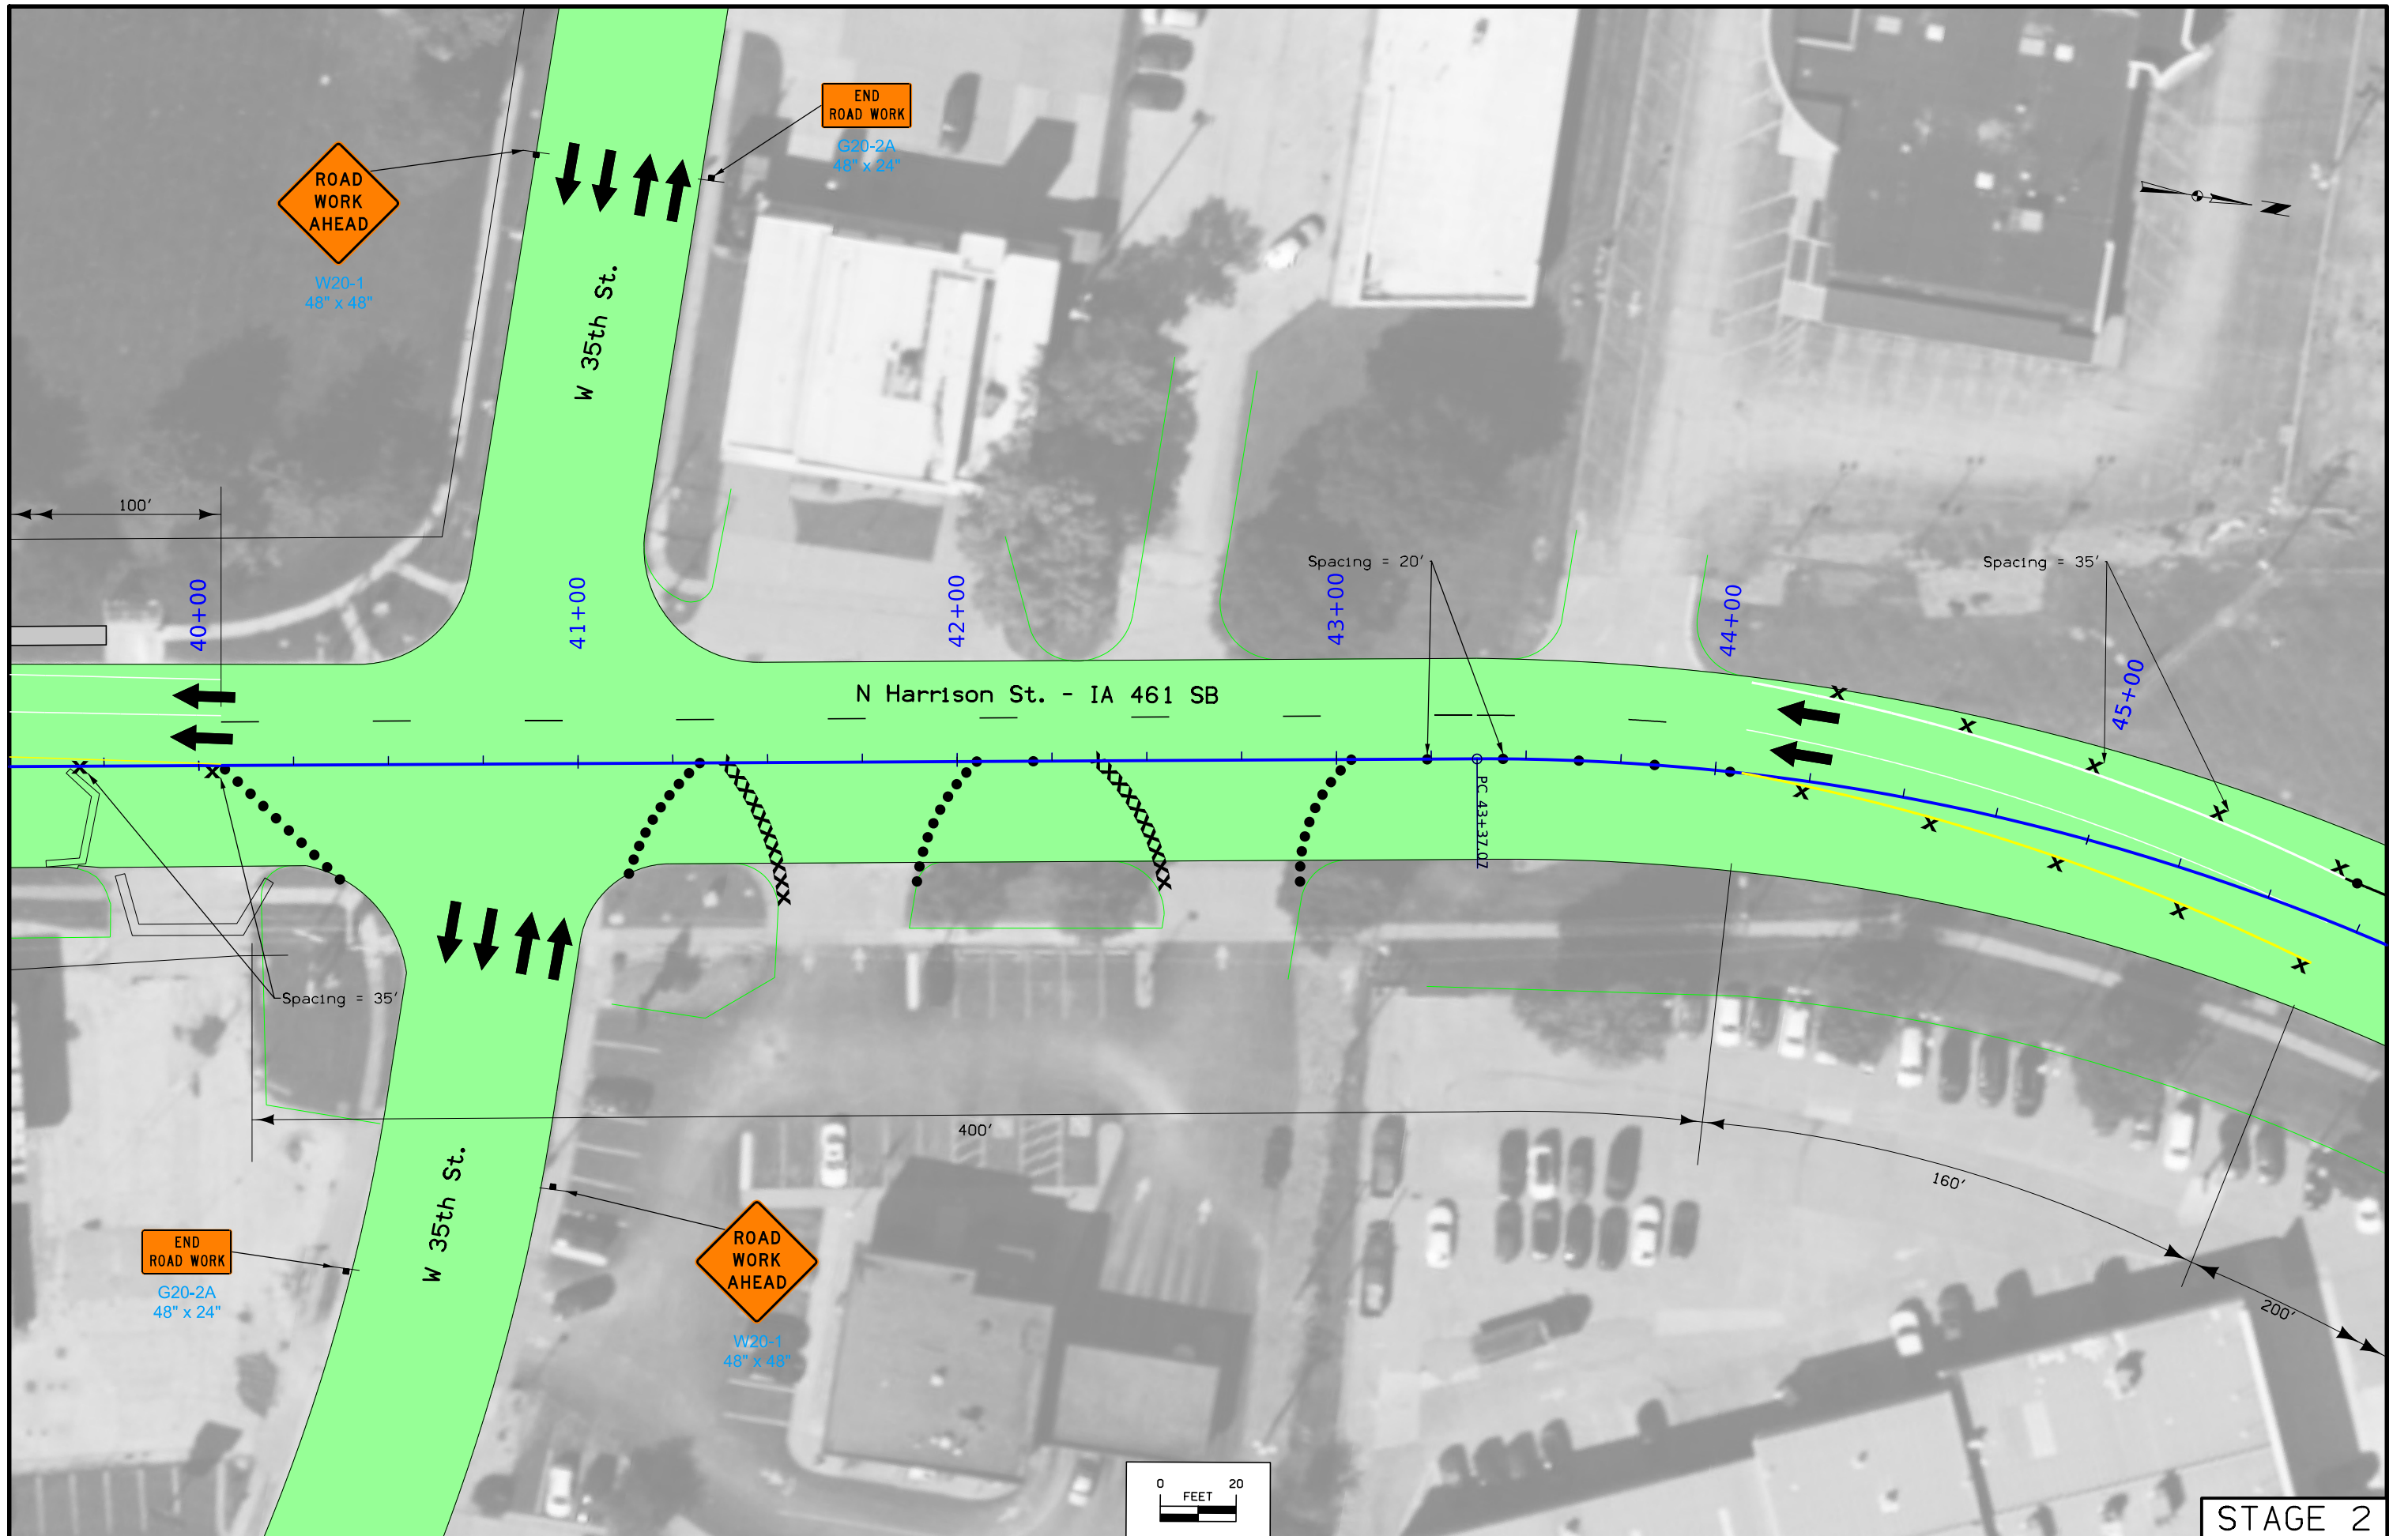 END
ROAD WORK
G20-2A
48" x 24"
ROAD
WORK
AHEAD
W20-1
48" x 48"
N
W 35th St.
100'
Spacing = 20'
Spacing = 35'
40+00
41+00
42+00
43+00
44+00
45+00
N Harrison St. - IA 461 SB
PC 43+37.07
Spacing = 35'
400'
160'
200'
W 35th St.
END
ROAD WORK
G20-2A
48" x 24"
ROAD
WORK
AHEAD
W20-1
48" x 48"
0 20
FEET
STAGE 2